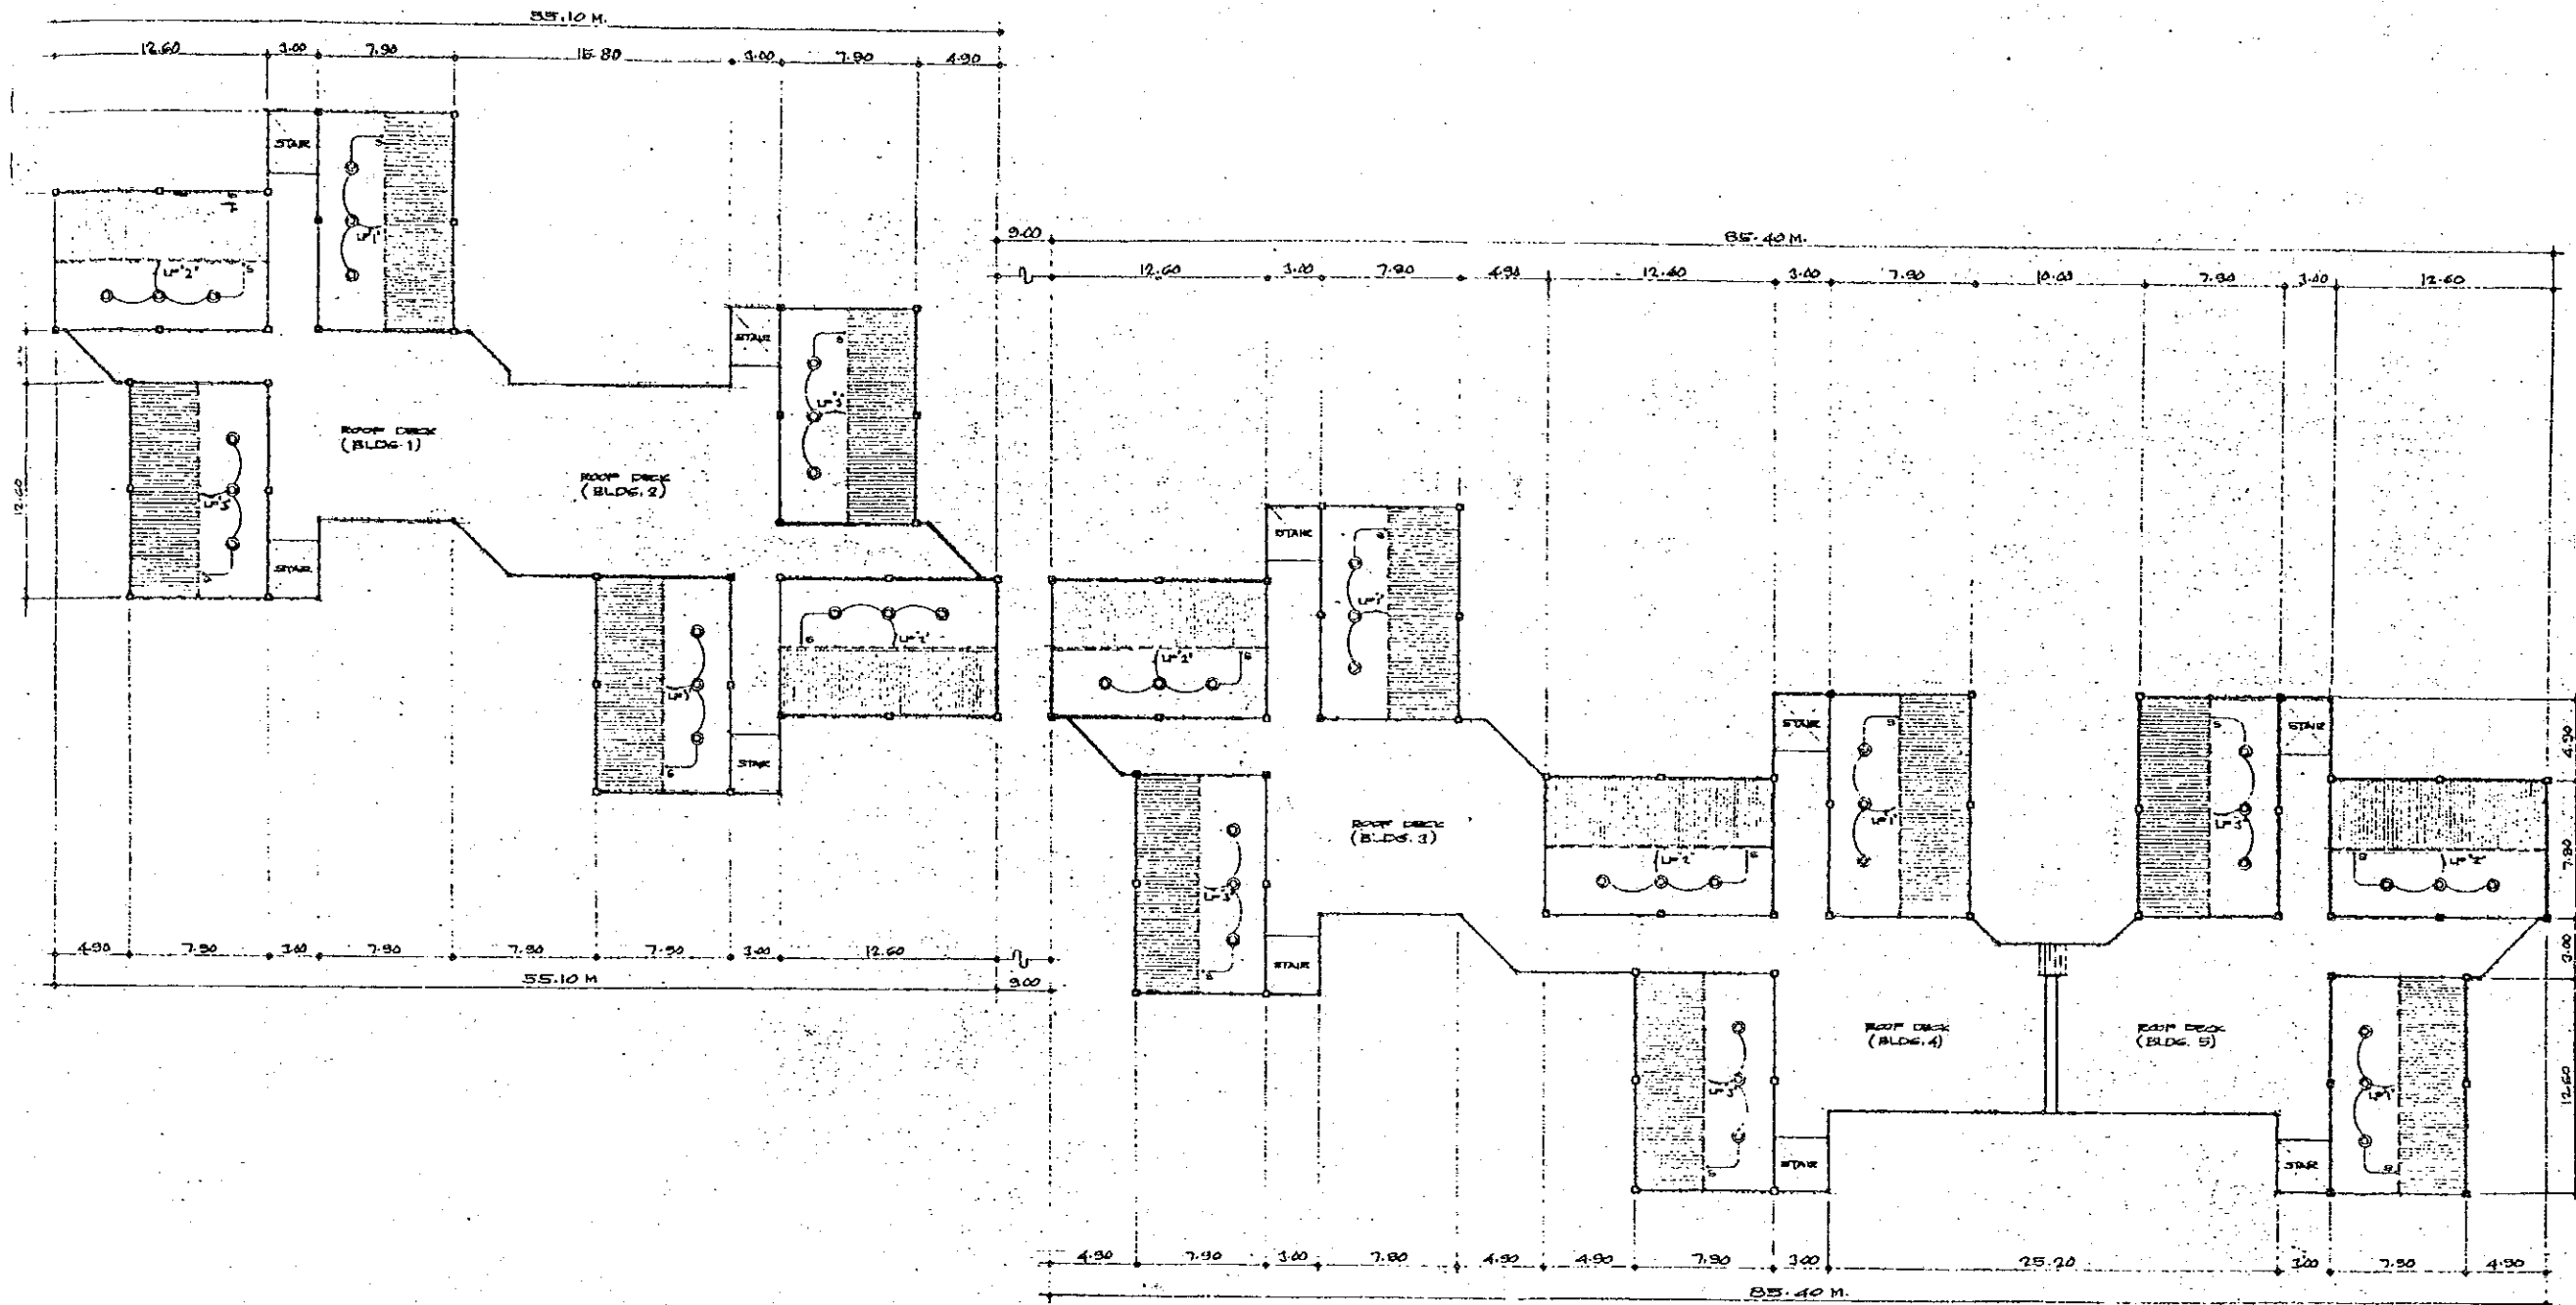 55.10 M.
12.60 3.00 7.90 15.80 3.00 7.90 4.90
STAIR
S
LP-'1'
LP-'2'
S
9.00
85.40 M.
12.60 3.00 7.90 4.90 12.60 3.00 7.90 10.00 7.90 3.00 12.60
STAIR
S
LP-'3'
ROOF DECK
(BLDG. 1)
12.60
LP-'3'
S
STAIR
ROOF DECK
(BLDG. 2)
STAIR
S
LP-'1'
S
LP-'2'
LP-'2'
S
LP-'1'
S
STAIR
STAIR
S
LP-'1'
S
LP-'3'
STAIR
4.90
7.90
3.00
12.60
ROOF DECK
(BLDG. 3)
LP-'2'
S
S
LP-'2'
LP-'3'
S
STAIR
4.90 7.90 3.00 7.90 7.90 7.90 3.00 12.60
55.10 M
9.00
ROOF DECK
(BLDG. 4)
ROOF DECK
(BLDG. 5)
LP-'3'
S
STAIR
STAIR
LP-'1'
S
4.90 7.90 3.00 7.90 4.90 4.90 7.90 3.00 25.20 3.00 7.90 4.90
85.40 M.